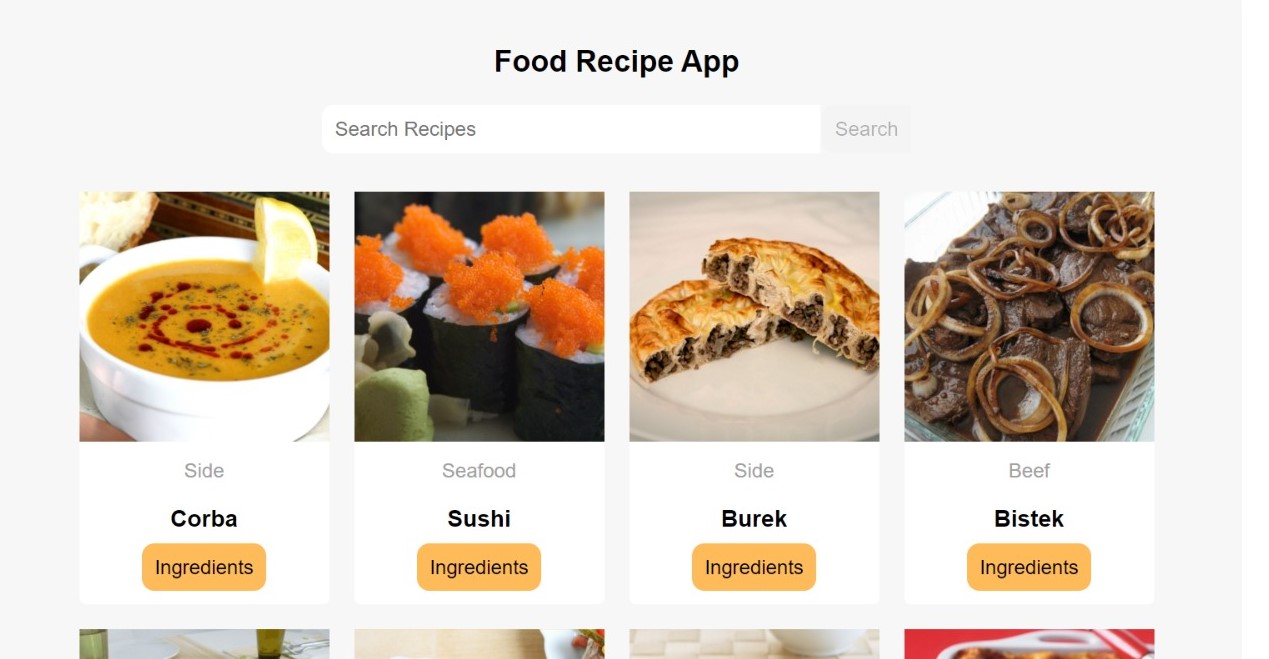 Food Recipe App
Search Recipes
Search
Side
Seafood
Side
Beef
Corba
Sushi
Burek
Bistek
Ingredients
Ingredients
Ingredients
Ingredients